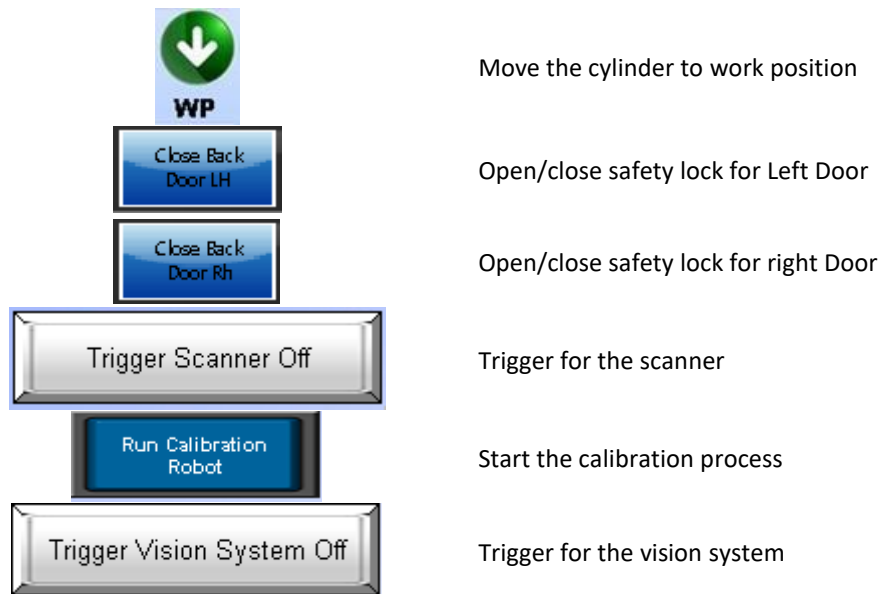 WP
Move the cylinder to work position
Close Back
Door LH
Open/close safety lock for Left Door
Close Back
Door Rh
Open/close safety lock for right Door
Trigger Scanner Off
Trigger for the scanner
Run Calibration
Robot
Start the calibration process
Trigger Vision System Off
Trigger for the vision system